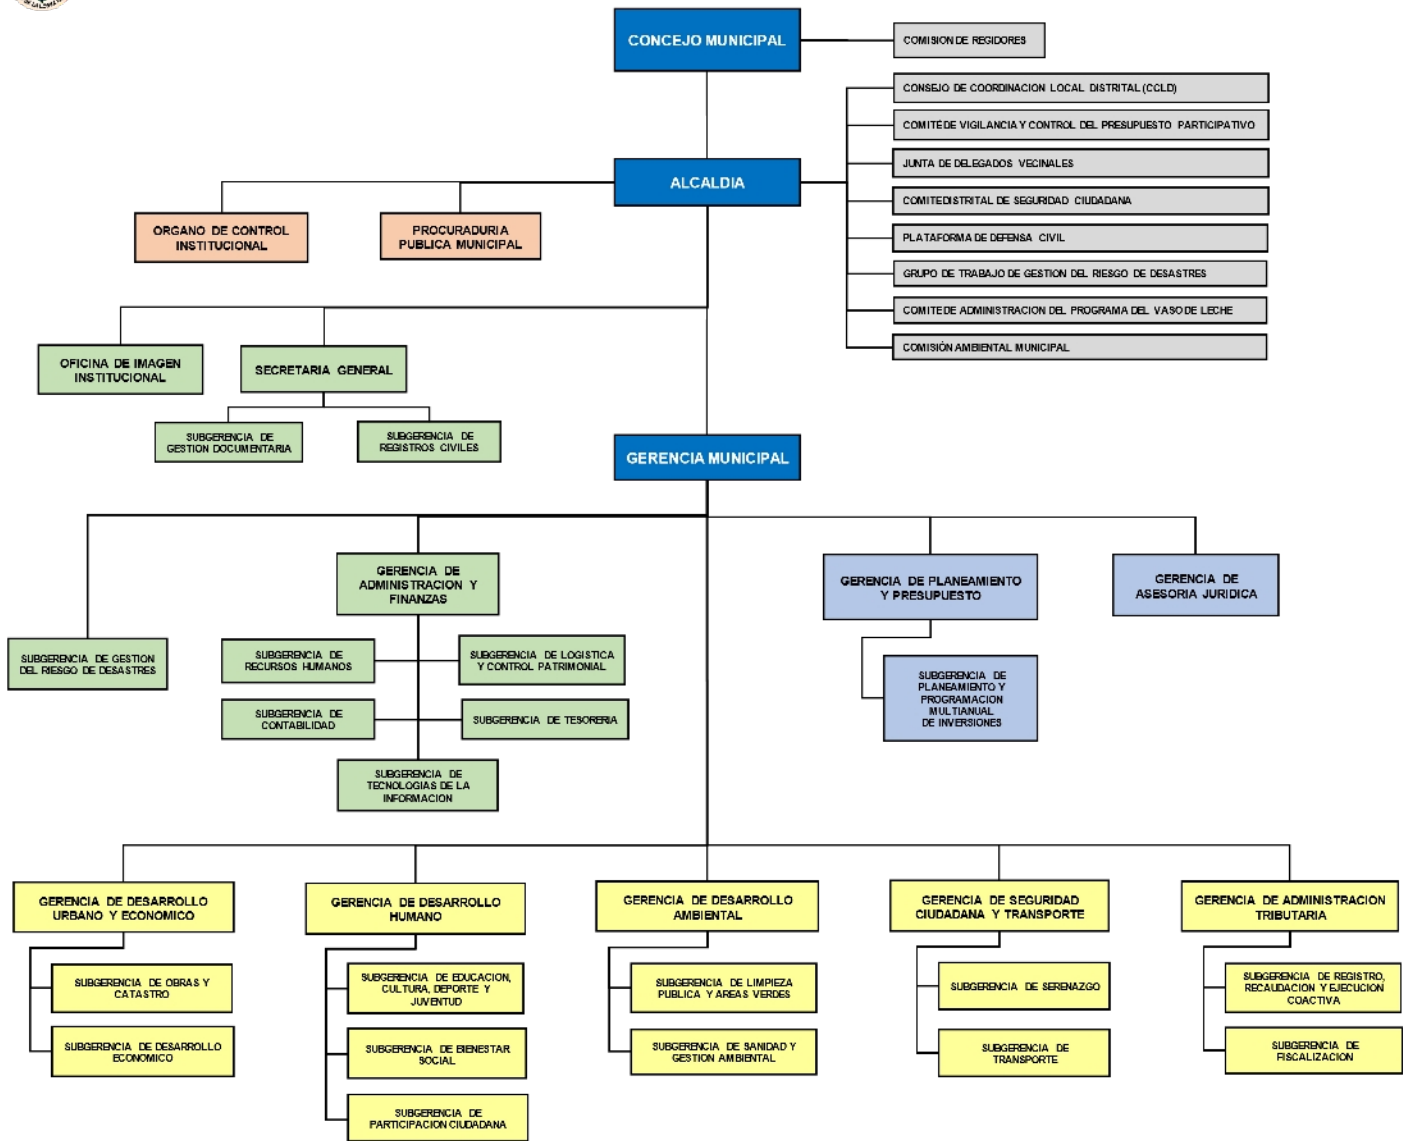 CONCEJO MUNICIPAL
COMISION DE REGIDORES
CONSEJO DE COORDINACION LOCAL DISTRITAL (CCLD)
COMITÉ DE VIGILANCIA Y CONTROL DEL PRESUPUESTO PARTICIPATIVO
JUNTA DE DELEGADOS VECINALES
ALCALDIA
COMITE DISTRITAL DE SEGURIDAD CIUDADANA
PLATAFORMA DE DEFENSA CIVIL
GRUPO DE TRABAJO DE GESTION DEL RIESGO DE DESASTRES
COMITE DE ADMINISTRACION DEL PROGRAMA DEL VASO DE LECHE
COMISIÓN AMBIENTAL MUNICIPAL
ORGANO DE CONTROL
INSTITUCIONAL
PROCURADURIA
PUBLICA MUNICIPAL
OFICINA DE IMAGEN
INSTITUCIONAL
SECRETARIA GENERAL
SUBGERENCIA DE
GESTION DOCUMENTARIA
SUBGERENCIA DE
REGISTROS CIVILES
GERENCIA MUNICIPAL
GERENCIA DE
ADMINISTRACION Y
FINANZAS
GERENCIA DE PLANEAMIENTO
Y PRESUPUESTO
GERENCIA DE
ASESORIA JURIDICA
SUBGERENCIA DE GESTION
DEL RIESGO DE DESASTRES
SUBGERENCIA DE
RECURSOS HUMANOS
SUBGERENCIA DE LOGISTICA
Y CONTROL PATRIMONIAL
SUBGERENCIA DE
PLANEAMIENTO Y
PROGRAMACION
MULTIANUAL
DE INVERSIONES
SUBGERENCIA DE
CONTABILIDAD
SUBGERENCIA DE TESORERIA
SUBGERENCIA DE
TECNOLOGIAS DE LA
INFORMACION
GERENCIA DE DESARROLLO
URBANO Y ECONOMICO
GERENCIA DE DESARROLLO
HUMANO
GERENCIA DE DESARROLLO
AMBIENTAL
GERENCIA DE SEGURIDAD
CIUDADANA Y TRANSPORTE
GERENCIA DE ADMINISTRACION
TRIBUTARIA
SUBGERENCIA DE OBRAS Y
CATASTRO
SUBGERENCIA DE EDUCACION,
CULTURA, DEPORTE Y
JUVENTUD
SUBGERENCIA DE LIMPIEZA
PUBLICA Y AREAS VERDES
SUBGERENCIA DE SERENAZGO
SUBGERENCIA DE REGISTRO,
RECAUDACION Y EJECUCION
COACTIVA
SUBGERENCIA DE DESARROLLO
ECONOMICO
SUBGERENCIA DE BIENESTAR
SOCIAL
SUBGERENCIA DE SANIDAD Y
GESTION AMBIENTAL
SUBGERENCIA DE
TRANSPORTE
SUBGERENCIA DE
FISCALIZACION
SUBGERENCIA DE
PARTICIPACION CIUDADANA